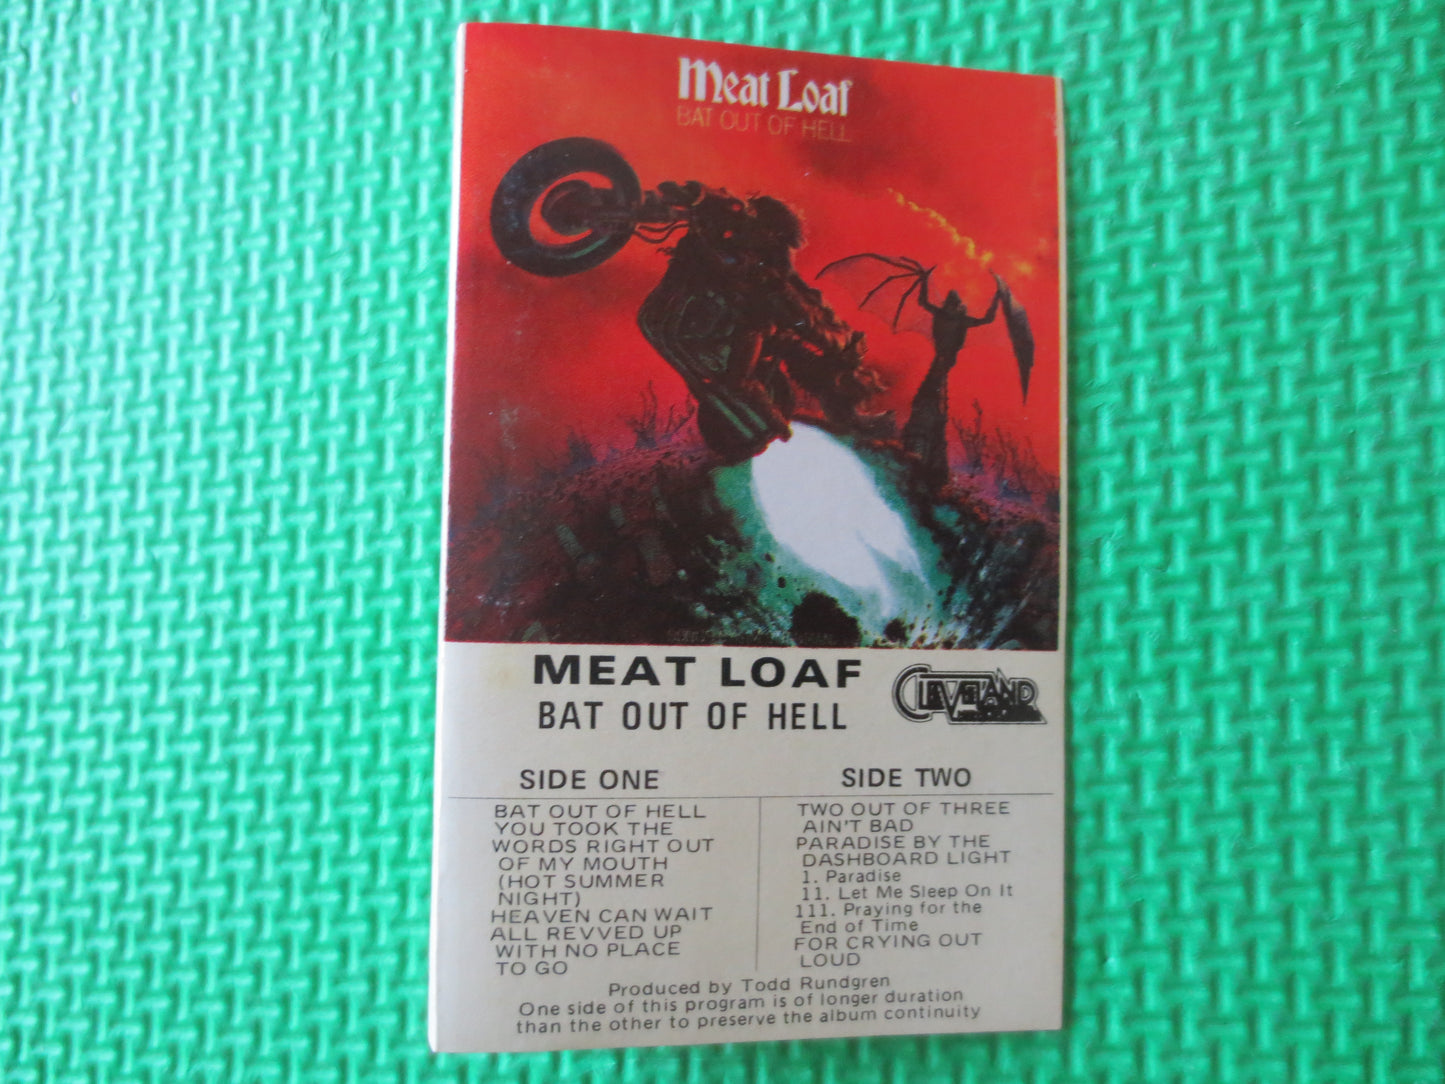 Meat Loaf
BAT OUT OF HELL
MEAT LOAF
BAT OUT OF HELL
CLEVELAND
SIDE ONE
BAT OUT OF HELL
YOU TOOK THE
WORDS RIGHT OUT
OF MY MOUTH
(HOT SUMMER
NIGHT)
HEAVEN CAN WAIT
ALL REVVED UP
WITH NO PLACE
TO GO
SIDE TWO
TWO OUT OF THREE
AIN'T BAD
PARADISE BY THE
DASHBOARD LIGHT
1. Paradise
11. Let Me Sleep On It
111. Praying for the
End of Time
FOR CRYING OUT
LOUD
Produced by Todd Rundgren
One side of this program is of longer duration
than the other to preserve the album continuity